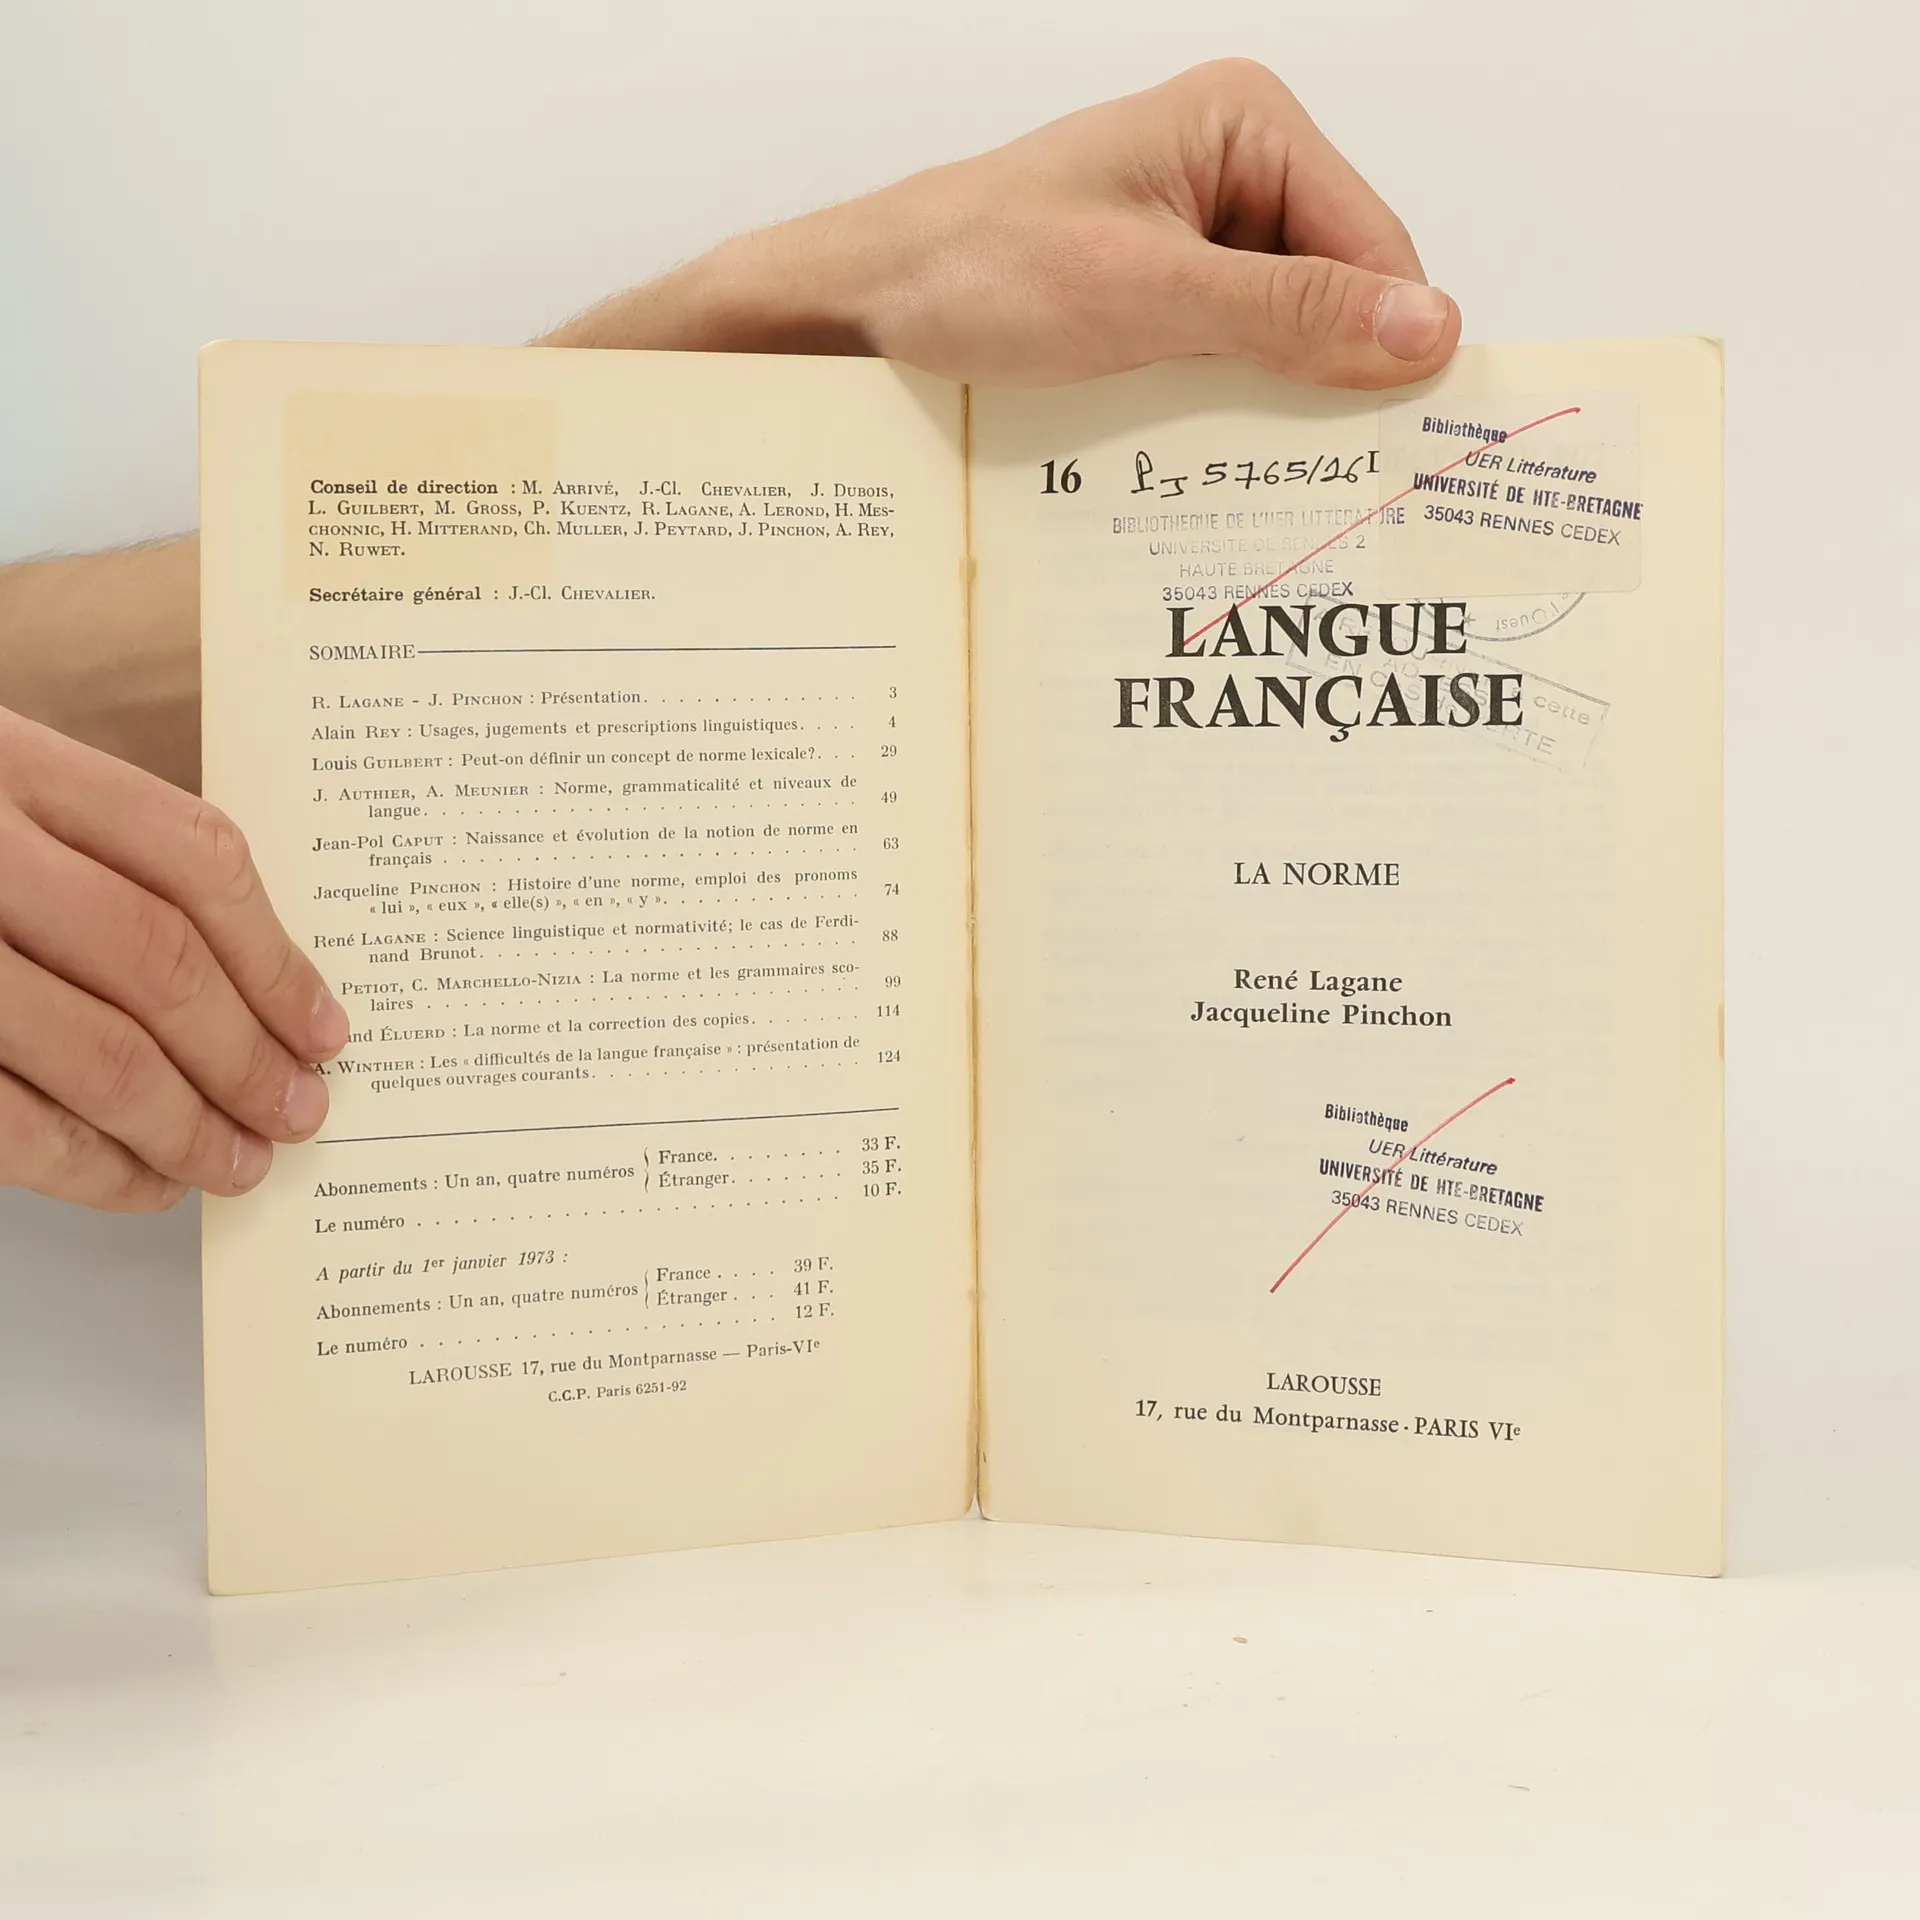 Conseil de direction : M. ARRIVÉ, J.-Cl. CHEVALIER, J. DUBOIS,
L. GUILBERT, M. GROSS, P. KUENTZ, R. LAGANE, A. LEROND, H. MES-
CHONNIC, H. MITTERAND, Ch. MULLER, J. PEYTARD, J. PINCHON, A. REY,
N. RUWET.
Secrétaire général : J.-Cl. CHEVALIER.
SOMMAIRE
R. LAGANE - J. PINCHON : Présentation. . . . . . . . . . . . . 3
Alain REY : Usages, jugements et prescriptions linguistiques. . . . 4
Louis GUILBERT : Peut-on définir un concept de norme lexicale?. . . 29
J. AUTHIER, A. MEUNIER : Norme, grammaticalité et niveaux de
langue. . . . . . . . . . . . . . . . . . . . 49
Jean-Pol CAPUT : Naissance et évolution de la notion de norme en
français . . . . . . . . . . . . . . . . . . . 63
Jacqueline PINCHON : Histoire d'une norme, emploi des pronoms
« lui », « eux », « elle(s) », « en », « y ». . . . . . . . . . . 74
René LAGANE : Science linguistique et normativité; le cas de Ferdi-
nand Brunot. . . . . . . . . . . . . . . . . . 88
PETIOT, C. MARCHELLO-NIZIA : La norme et les grammaires sco-
laires . . . . . . . . . . . . . . . . . . . . 99
and ÉLUERD : La norme et la correction des copies. . . . . . . 114
A. WINTHER : Les « difficultés de la langue française » : présentation de
quelques ouvrages courants. . . . . . . . . . . . . 124
Abonnements : Un an, quatre numéros { France. . . . . . . . 33 F.
Étranger. . . . . . . 35 F.
Le numéro . . . . . . . . . . . . . . . . . . . 10 F.
A partir du 1er janvier 1973 :
Abonnements : Un an, quatre numéros { France . . . . 39 F.
Étranger . . . 41 F.
Le numéro . . . . . . . . . . . . . . . . . 12 F.
LAROUSSE 17, rue du Montparnasse — Paris-VIe
C.C.P. Paris 6251-92
16 PJ 5765/16I
Bibliothèque
UER Littérature
UNIVERSITÉ DE HTE-BRETAGNE
35043 RENNES CEDEX
BIBLIOTHEQUE DE L'UER LITTERATURE
UNIVERSITE DE RENNES 2
HAUTE BRETAGNE
35043 RENNES CEDEX
LANGUE
FRANÇAISE
LA NORME
René Lagane
Jacqueline Pinchon
Bibliothèque
UER Littérature
UNIVERSITÉ DE HTE-BRETAGNE
35043 RENNES CEDEX
LAROUSSE
17, rue du Montparnasse - PARIS VIe